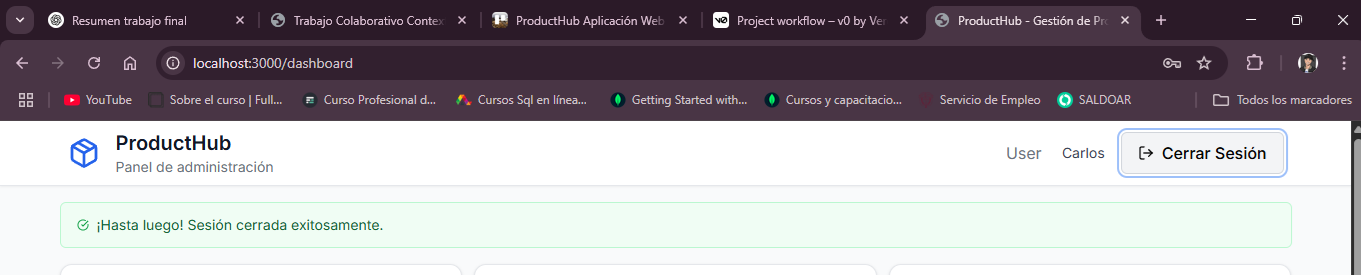 Resumen trabajo final
Trabajo Colaborativo Contex
ProductHub Aplicación Web
v0 Project workflow – v0 by Ver
ProductHub - Gestión de Pro
localhost:3000/dashboard
YouTube
Sobre el curso | Full...
Curso Profesional d...
Cursos Sql en línea...
Getting Started with...
Cursos y capacitacio...
Servicio de Empleo
SALDOAR
Todos los marcadores
ProductHub
Panel de administración
User
Carlos
Cerrar Sesión
¡Hasta luego! Sesión cerrada exitosamente.